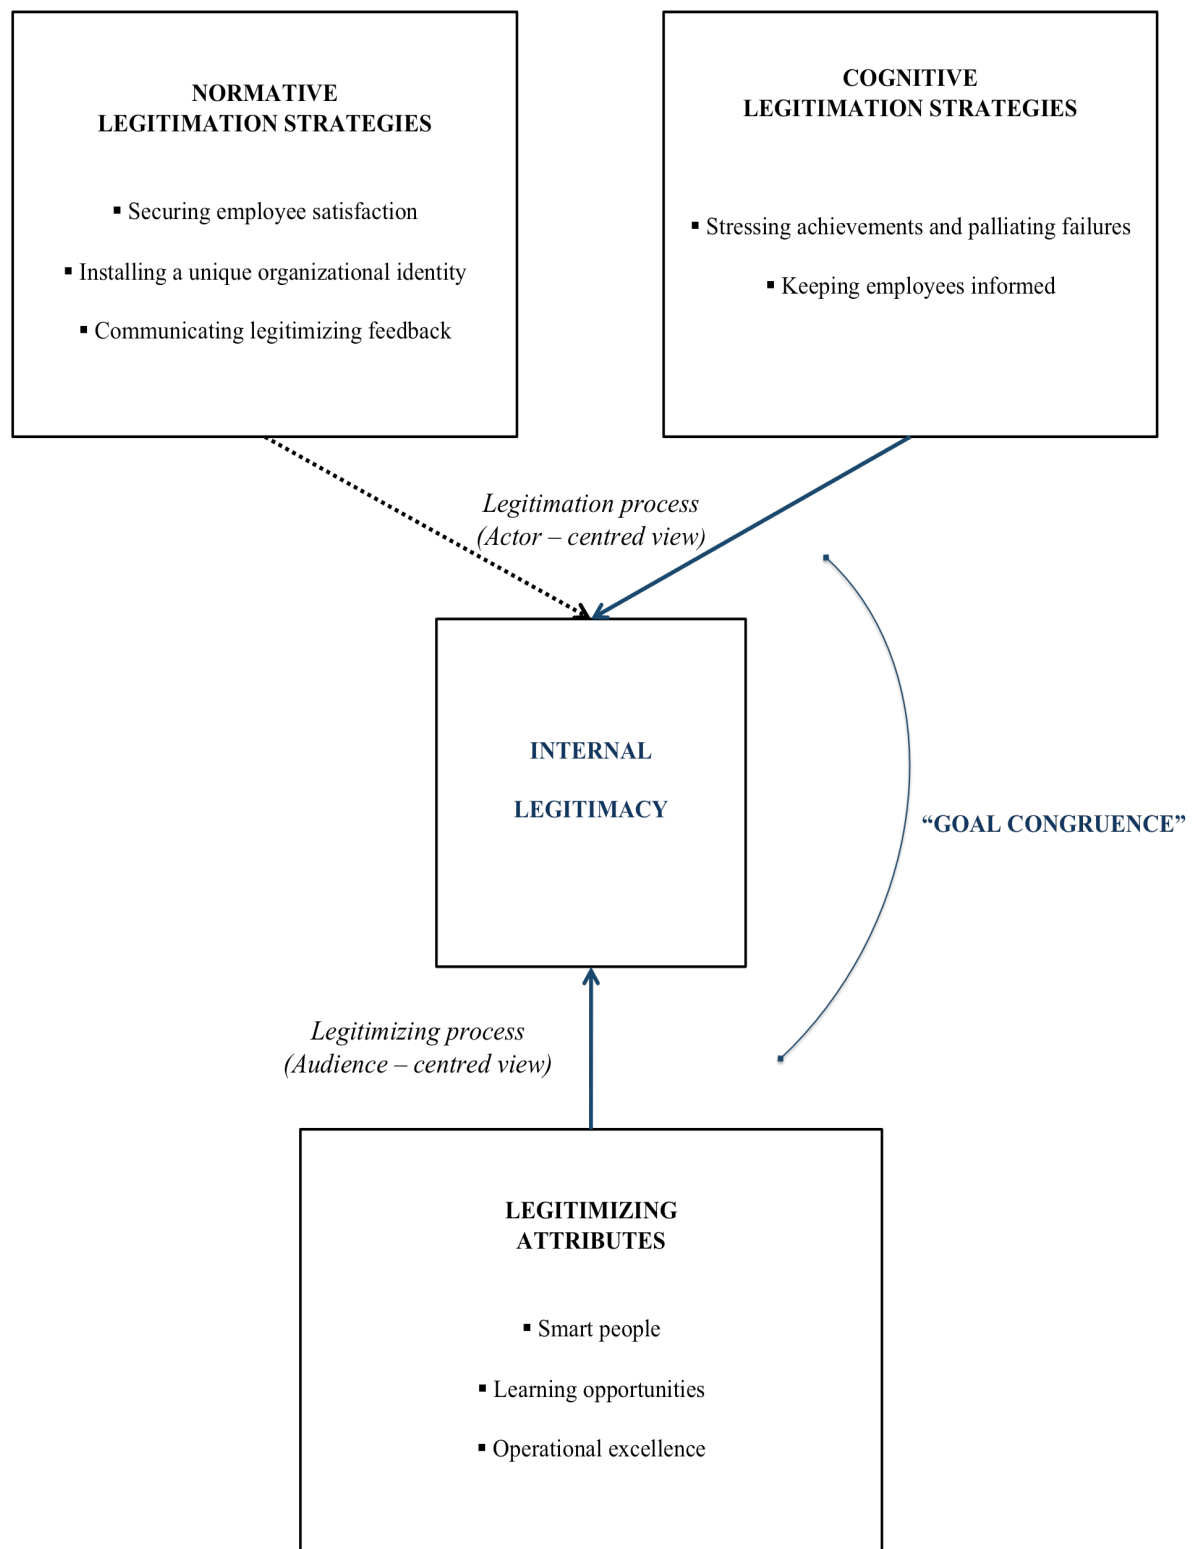 NORMATIVE
LEGITIMATION STRATEGIES
▪ Securing employee satisfaction
▪ Installing a unique organizational identity
▪ Communicating legitimizing feedback
COGNITIVE
LEGITIMATION STRATEGIES
▪ Stressing achievements and palliating failures
▪ Keeping employees informed
Legitimation process
(Actor – centred view)
INTERNAL
LEGITIMACY
“GOAL CONGRUENCE”
Legitimizing process
(Audience – centred view)
LEGITIMIZING
ATTRIBUTES
▪ Smart people
▪ Learning opportunities
▪ Operational excellence